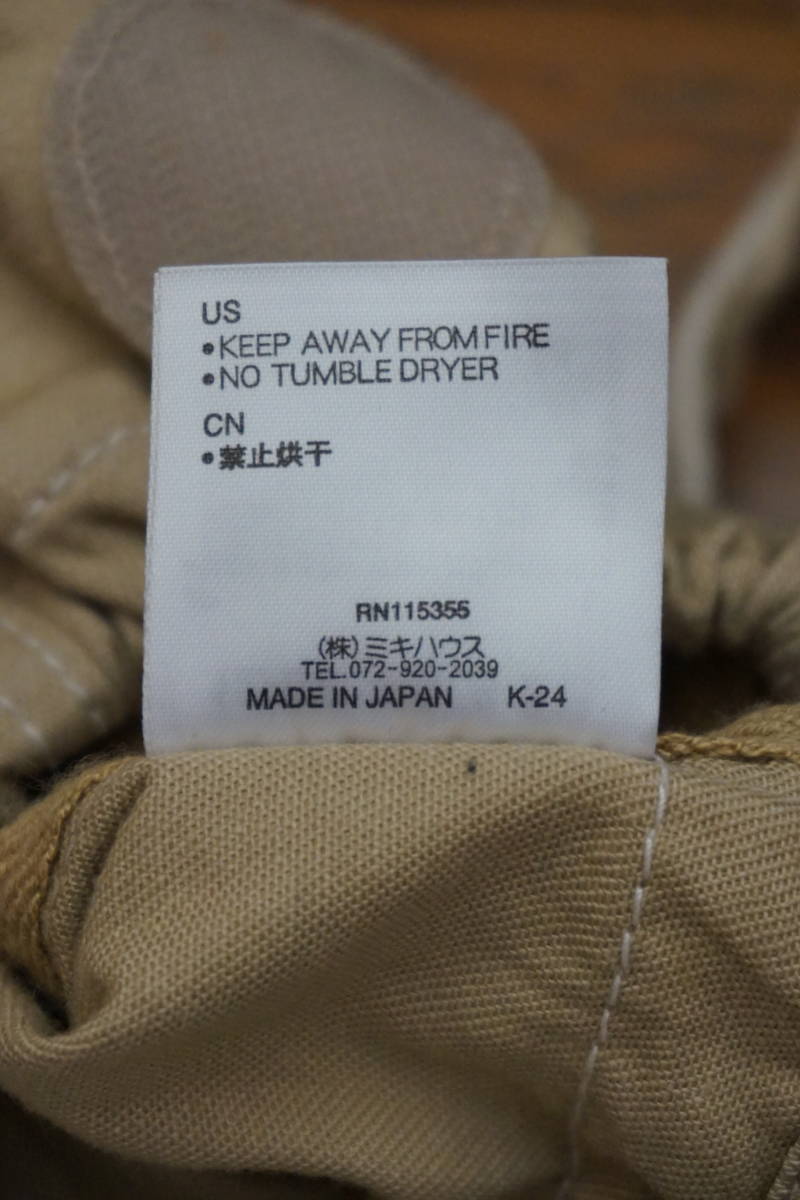 US
•KEEP AWAY FROM FIRE
•NO TUMBLE DRYER
CN
•禁止烘干
RN115355
(株)ミキハウス
TEL.072-920-2039
MADE IN JAPAN K-24